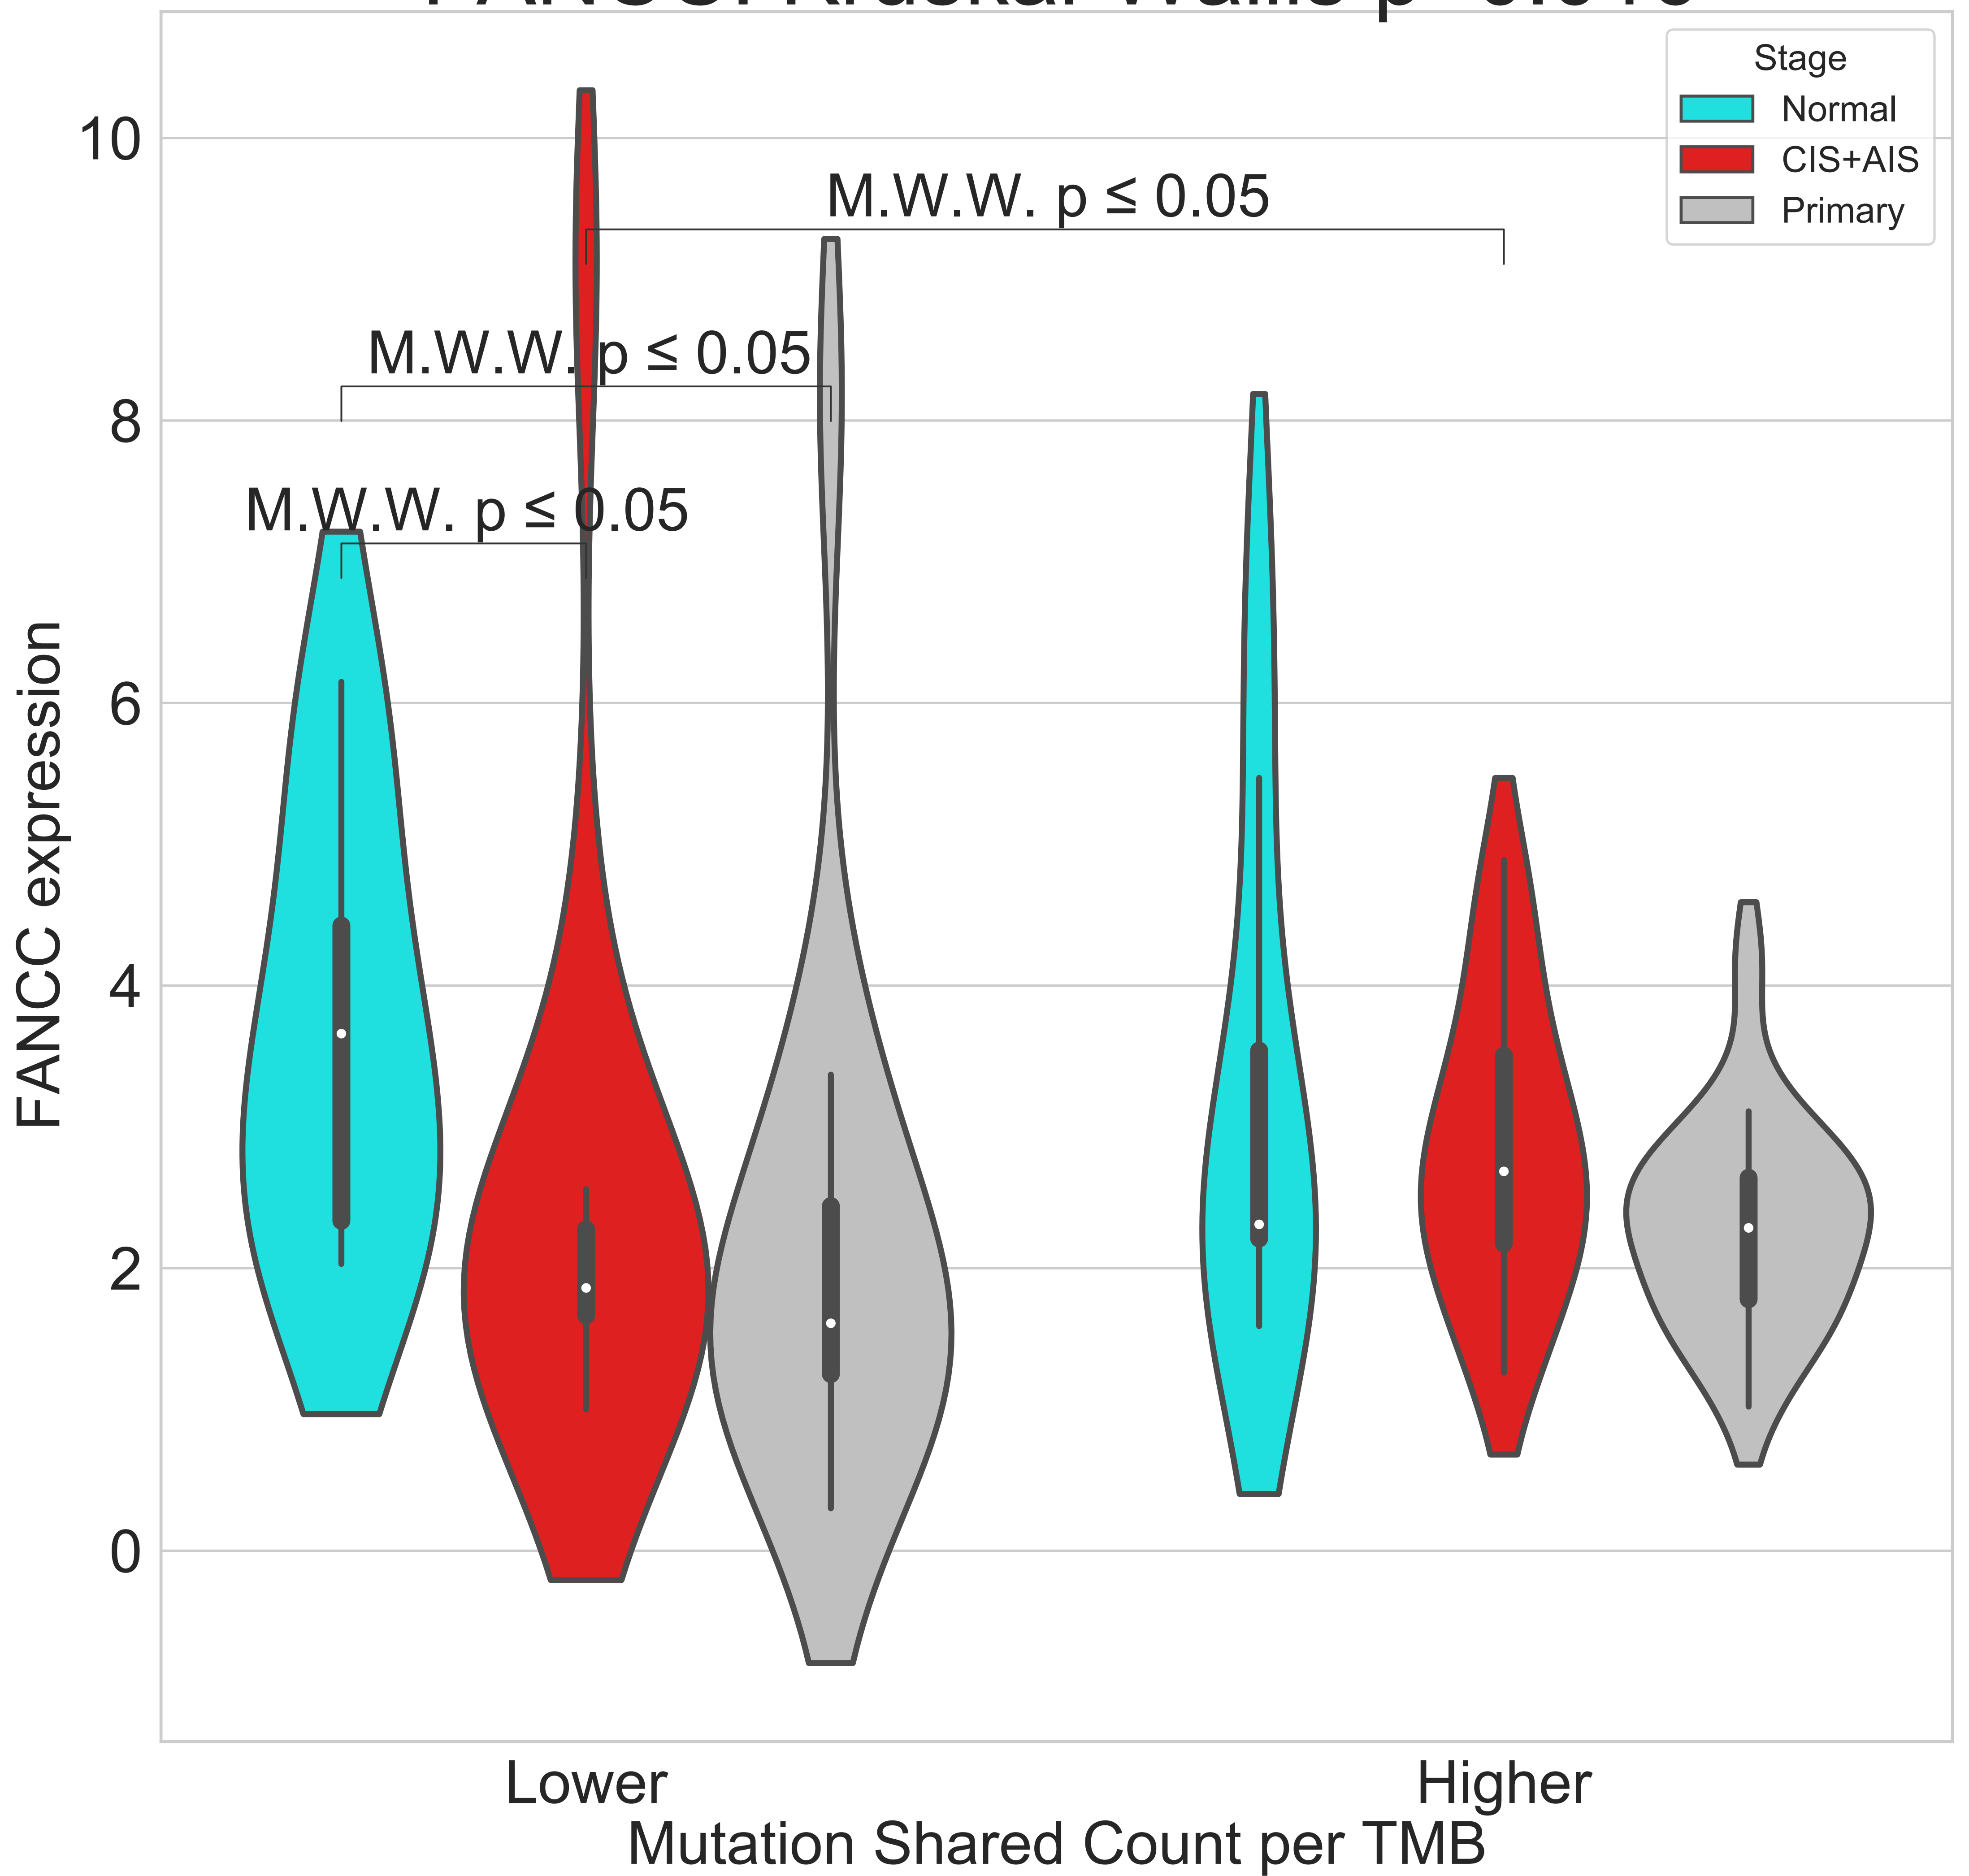 Stage
Normal
CIS+AIS
Primary
10
8
6
4
2
0
M.W.W. p ≤ 0.05
M.W.W. p ≤ 0.05
M.W.W. p ≤ 0.05
FANCC expression
Lower
Higher
Mutation Shared Count per TMB